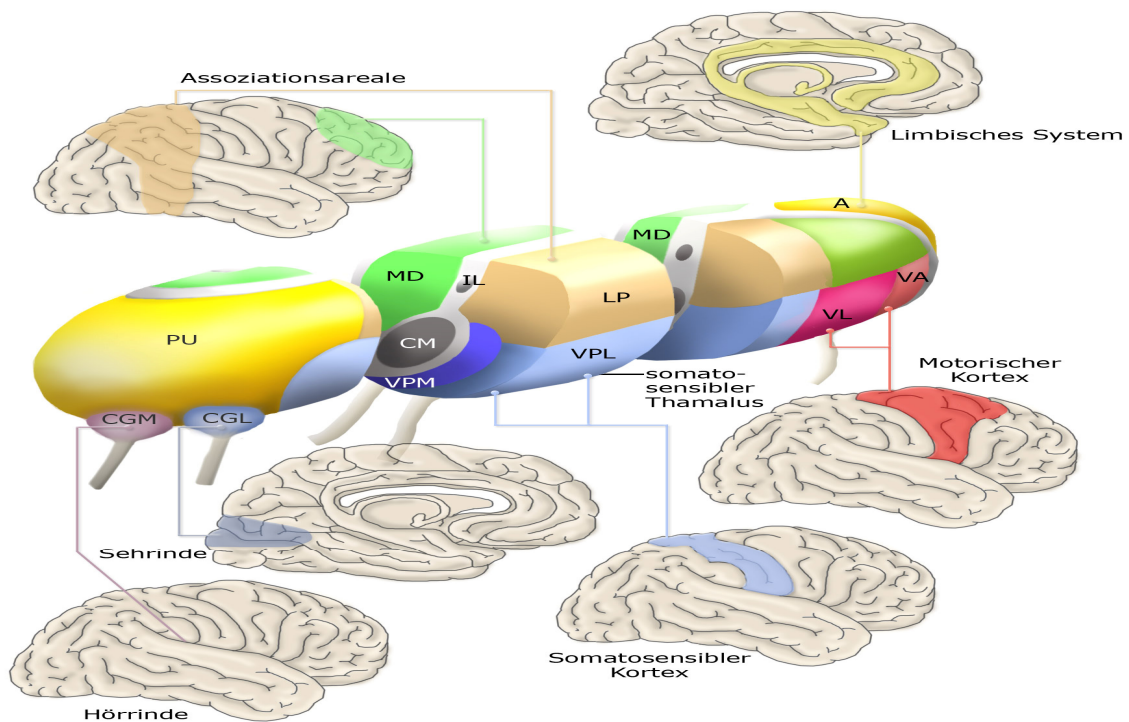 Assoziationsareale
Limbisches System
A
MD
MD
IL
VA
LP
VL
PU
CM
VPL
VPM
somato-
sensibler
Thamalus
Motorischer
Kortex
CGM
CGL
Sehrinde
Somatosensibler
Kortex
Hörrinde